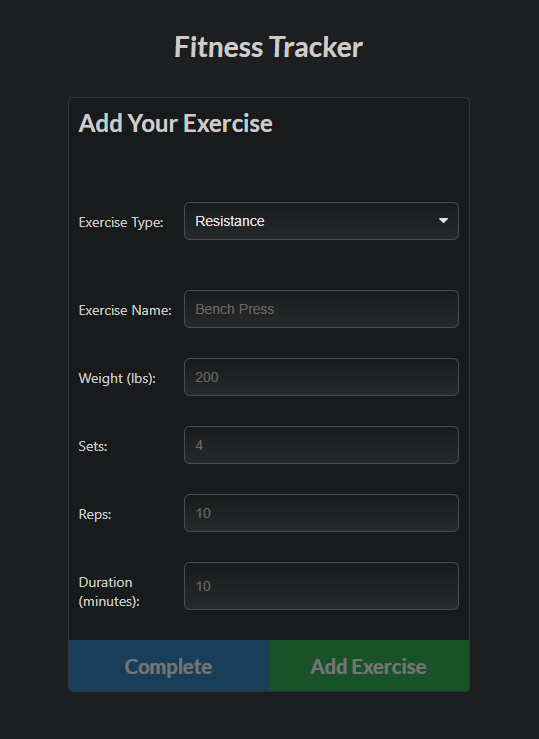 Fitness Tracker
Add Your Exercise
Exercise Type: Resistance
Exercise Name: Bench Press
Weight (lbs): 200
Sets: 4
Reps: 10
Duration
(minutes): 10
Complete Add Exercise